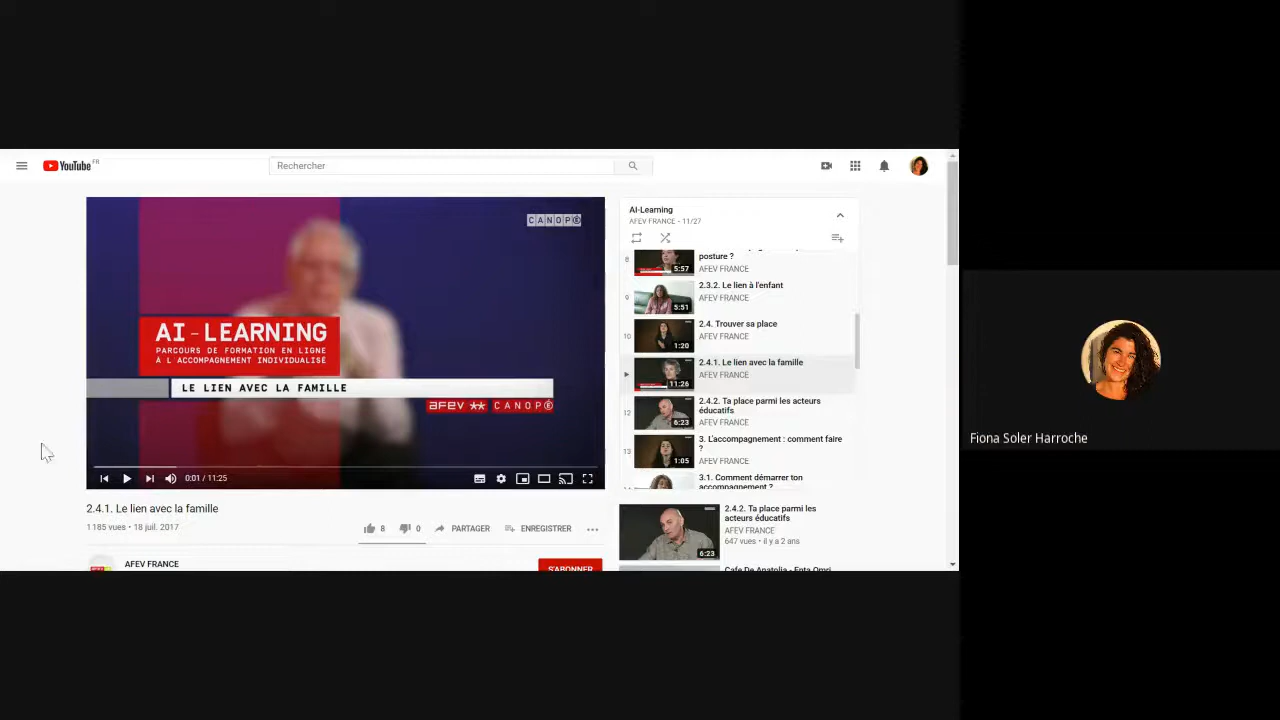 YouTube FR
Rechercher
CANOPÉ
AI-LEARNING
PARCOURS DE FORMATION EN LIGNE
À L'ACCOMPAGNEMENT INDIVIDUALISÉ
LE LIEN AVEC LA FAMILLE
afev CANOPÉ
0:01 / 11:25
2.4.1. Le lien avec la famille
1 185 vues • 18 juil. 2017
8
0
PARTAGER
ENREGISTRER
AFEV FRANCE
S'ABONNER
AI-Learning
AFEV FRANCE - 11/27
8
5:57
posture ?
AFEV FRANCE
9
5:51
2.3.2. Le lien à l'enfant
AFEV FRANCE
10
1:20
2.4. Trouver sa place
AFEV FRANCE
11:26
2.4.1. Le lien avec la famille
AFEV FRANCE
12
6:23
2.4.2. Ta place parmi les acteurs
éducatifs
AFEV FRANCE
13
1:05
3. L'accompagnement : comment faire
?
AFEV FRANCE
3.1. Comment démarrer ton
accompagnement ?
6:23
2.4.2. Ta place parmi les
acteurs éducatifs
AFEV FRANCE
647 vues • il y a 2 ans
Cafe De Anatolia - Enta Omri
Fiona Soler Harroche